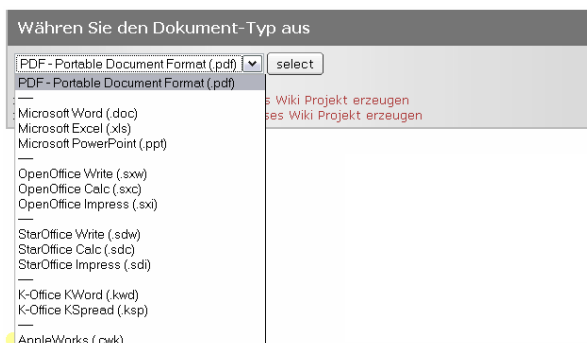 Währen Sie den Dokument-Typ aus
PDF - Portable Document Format (.pdf) select
PDF - Portable Document Format (.pdf)
—
s Wiki Projekt erzeugen
Microsoft Word (.doc)
ses Wiki Projekt erzeugen
Microsoft Excel (.xls)
Microsoft PowerPoint (.ppt)
—
OpenOffice Write (.sxw)
OpenOffice Calc (.sxc)
OpenOffice Impress (.sxi)
—
StarOffice Write (.sdw)
StarOffice Calc (.sdc)
StarOffice Impress (.sdi)
—
K-Office KWord (.kwd)
K-Office KSpread (.ksp)
—
AppleWorks (.cwk)